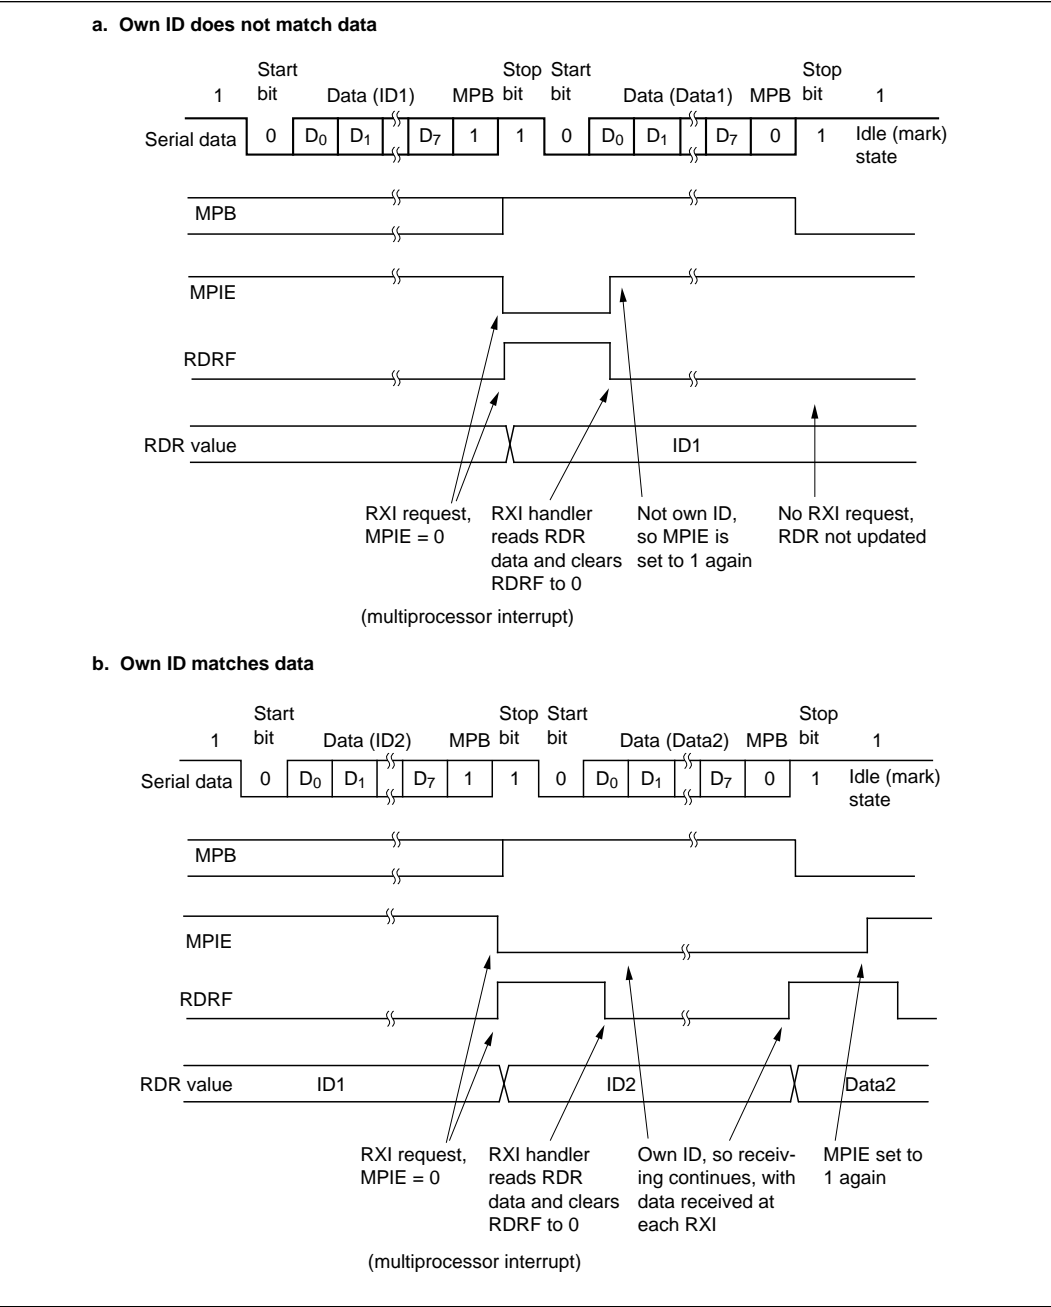 a. Own ID does not match data
Start Stop Start Stop
1 bit Data (ID1) MPB bit bit Data (Data1) MPB bit 1
Serial data 0 D0 D1 D7 1 1 0 D0 D1 D7 0 1 Idle (mark)
state
MPB
MPIE
RDRF
RDR value ID1
RXI request, RXI handler Not own ID, No RXI request,
MPIE = 0 reads RDR so MPIE is RDR not updated
data and clears set to 1 again
RDRF to 0
(multiprocessor interrupt)
b. Own ID matches data
Start Stop Start Stop
1 bit Data (ID2) MPB bit bit Data (Data2) MPB bit 1
Serial data 0 D0 D1 D7 1 1 0 D0 D1 D7 0 1 Idle (mark)
state
MPB
MPIE
RDRF
RDR value ID1 ID2 Data2
RXI request, RXI handler Own ID, so receiv- MPIE set to
MPIE = 0 reads RDR ing continues, with 1 again
data and clears data received at
RDRF to 0 each RXI
(multiprocessor interrupt)